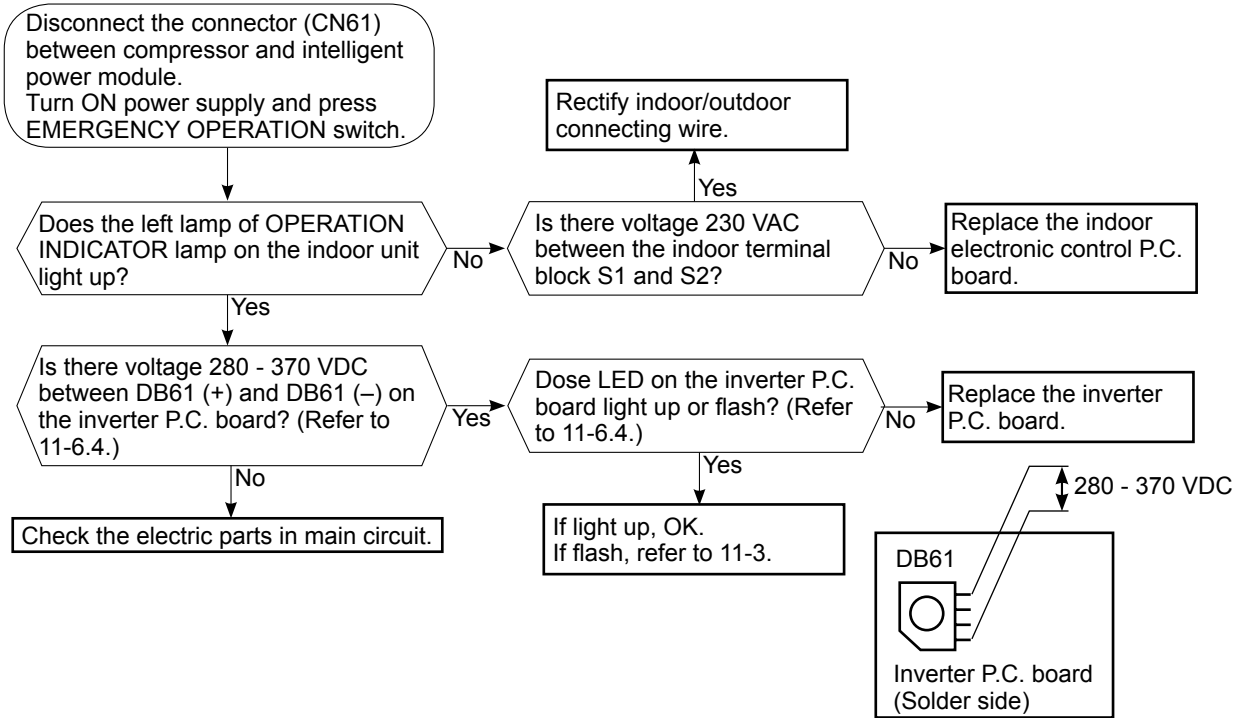 Disconnect the connector (CN61)
between compressor and intelligent
power module.
Turn ON power supply and press
EMERGENCY OPERATION switch.
Rectify indoor/outdoor
connecting wire.
Yes
Does the left lamp of OPERATION
INDICATOR lamp on the indoor unit
light up?
No
Is there voltage 230 VAC
between the indoor terminal
block S1 and S2?
No
Replace the indoor
electronic control P.C.
board.
Yes
Is there voltage 280 - 370 VDC
between DB61 (+) and DB61 (–) on
the inverter P.C. board? (Refer to
11-6.4.)
Yes
Dose LED on the inverter P.C.
board light up or flash? (Refer
to 11-6.4.)
No
Replace the inverter
P.C. board.
No
Check the electric parts in main circuit.
Yes
If light up, OK.
If flash, refer to 11-3.
280 - 370 VDC
DB61
Inverter P.C. board
(Solder side)